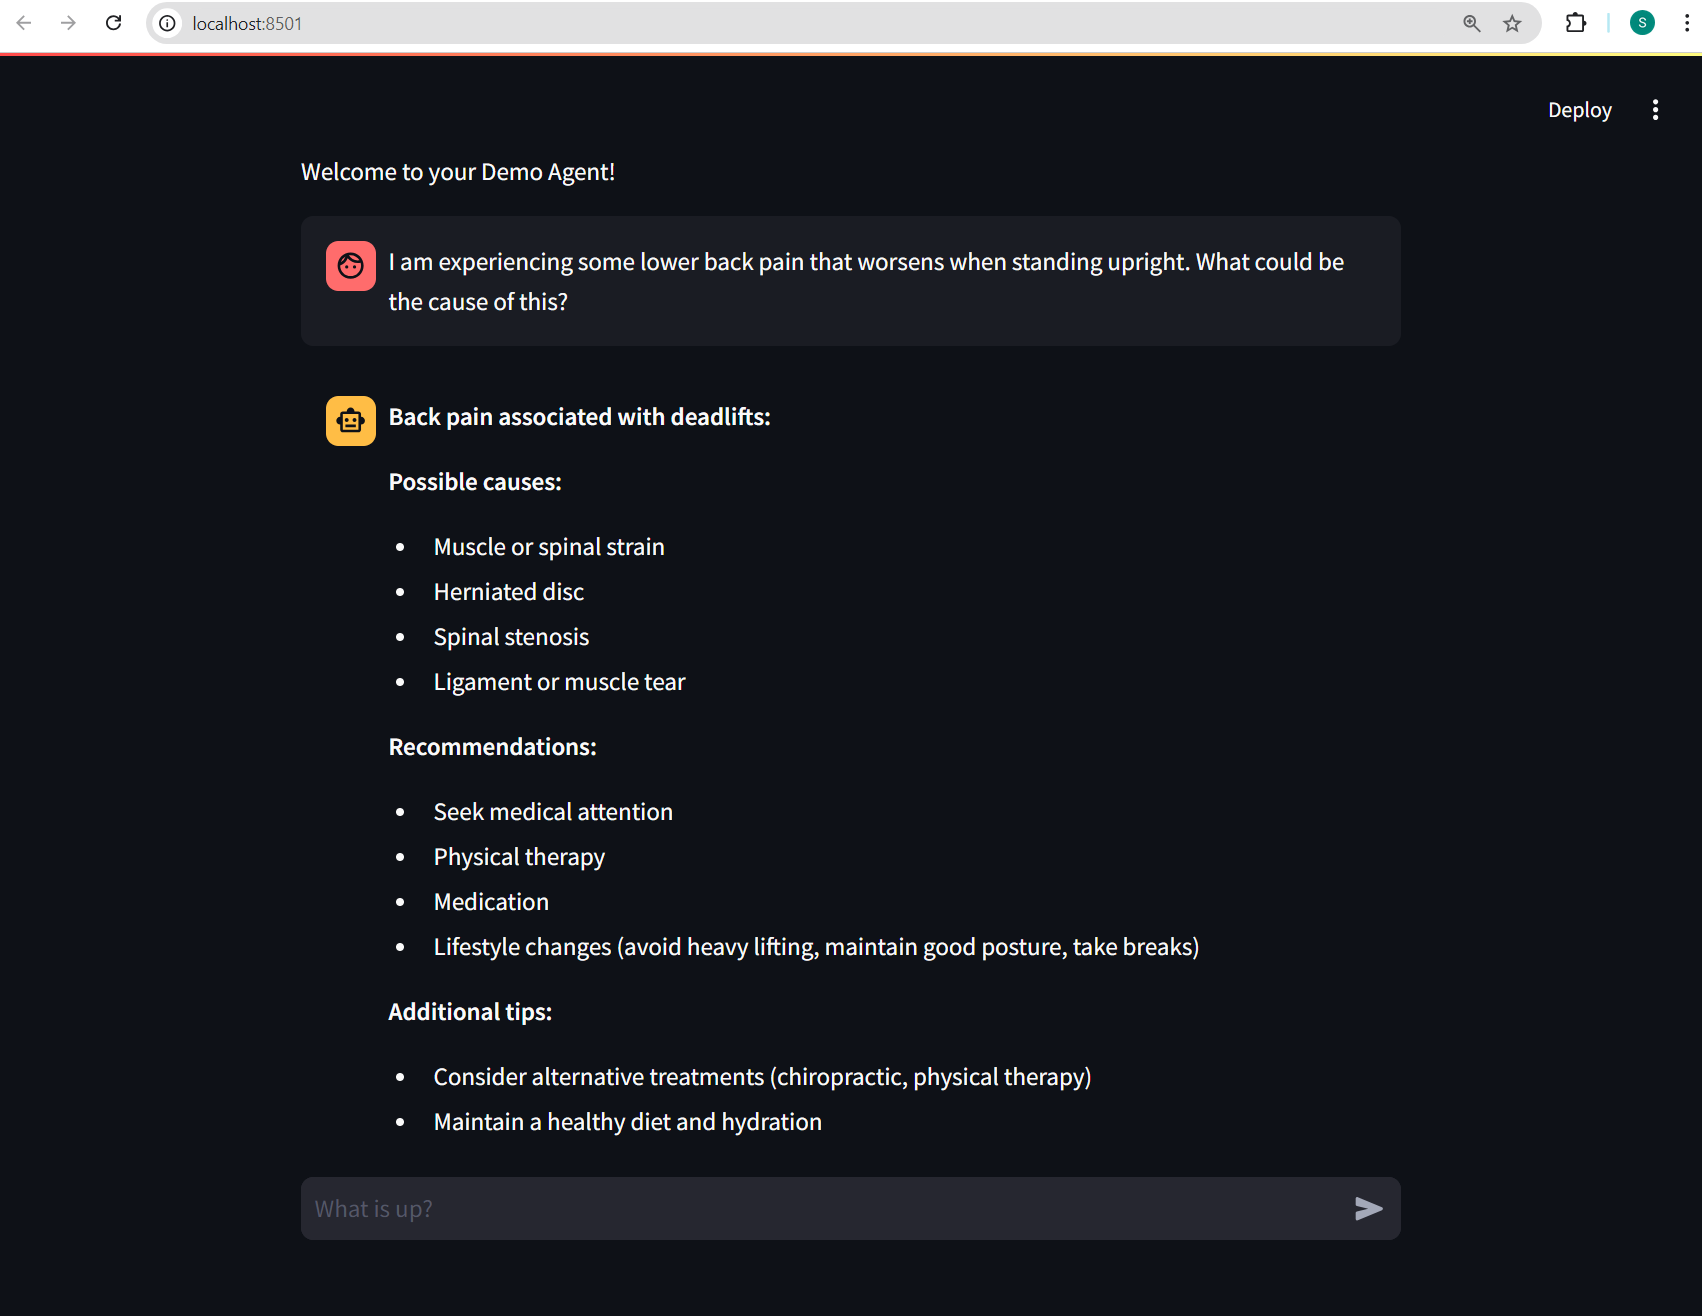 localhost:8501
S
Deploy
Welcome to your Demo Agent!
I am experiencing some lower back pain that worsens when standing upright. What could be
the cause of this?
Back pain associated with deadlifts:
Possible causes:
• Muscle or spinal strain
• Herniated disc
• Spinal stenosis
• Ligament or muscle tear
Recommendations:
• Seek medical attention
• Physical therapy
• Medication
• Lifestyle changes (avoid heavy lifting, maintain good posture, take breaks)
Additional tips:
• Consider alternative treatments (chiropractic, physical therapy)
• Maintain a healthy diet and hydration
What is up?